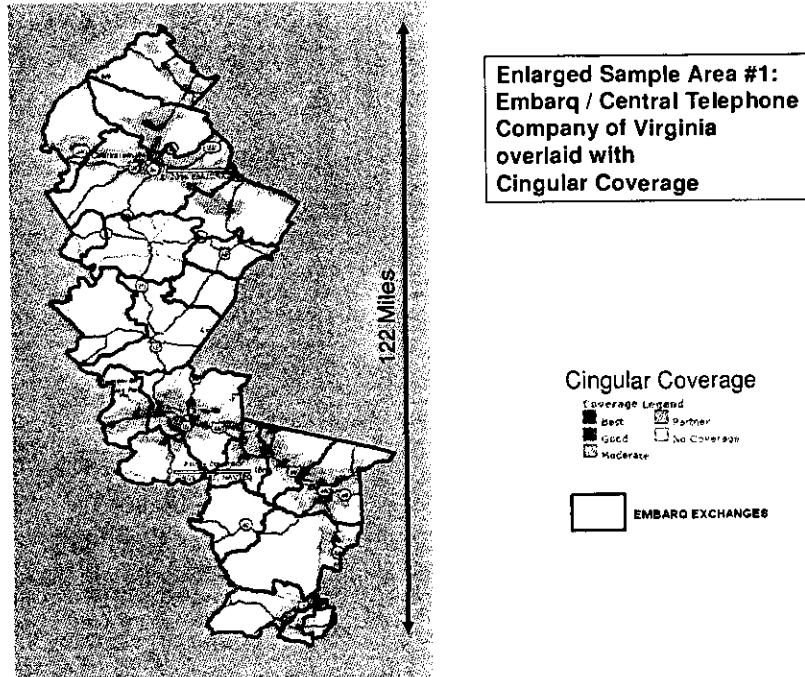 Enlarged Sample Area #1:
Embarq / Central Telephone
Company of Virginia
overlaid with
Cingular Coverage
122 Miles
Cingular Coverage
Coverage Legend
Best
Partner
Good
No Coverage
Moderate
EMBARQ EXCHANGES